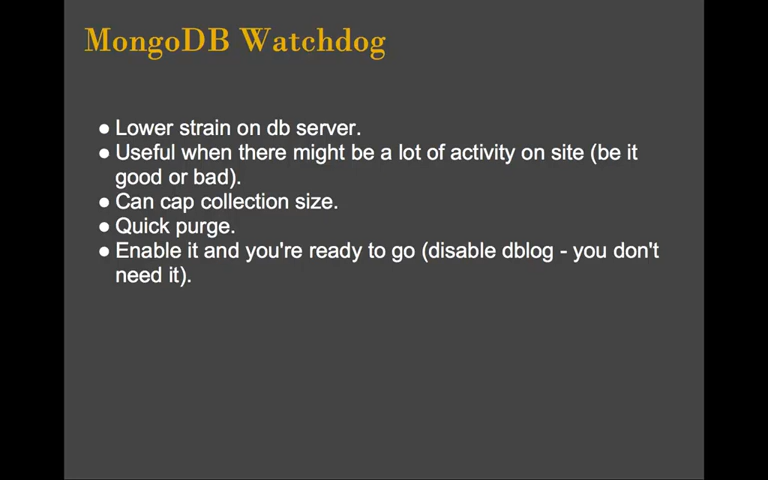 MongoDB Watchdog
● Lower strain on db server.
● Useful when there might be a lot of activity on site (be it
good or bad).
● Can cap collection size.
● Quick purge.
● Enable it and you're ready to go (disable dblog - you don't
need it).